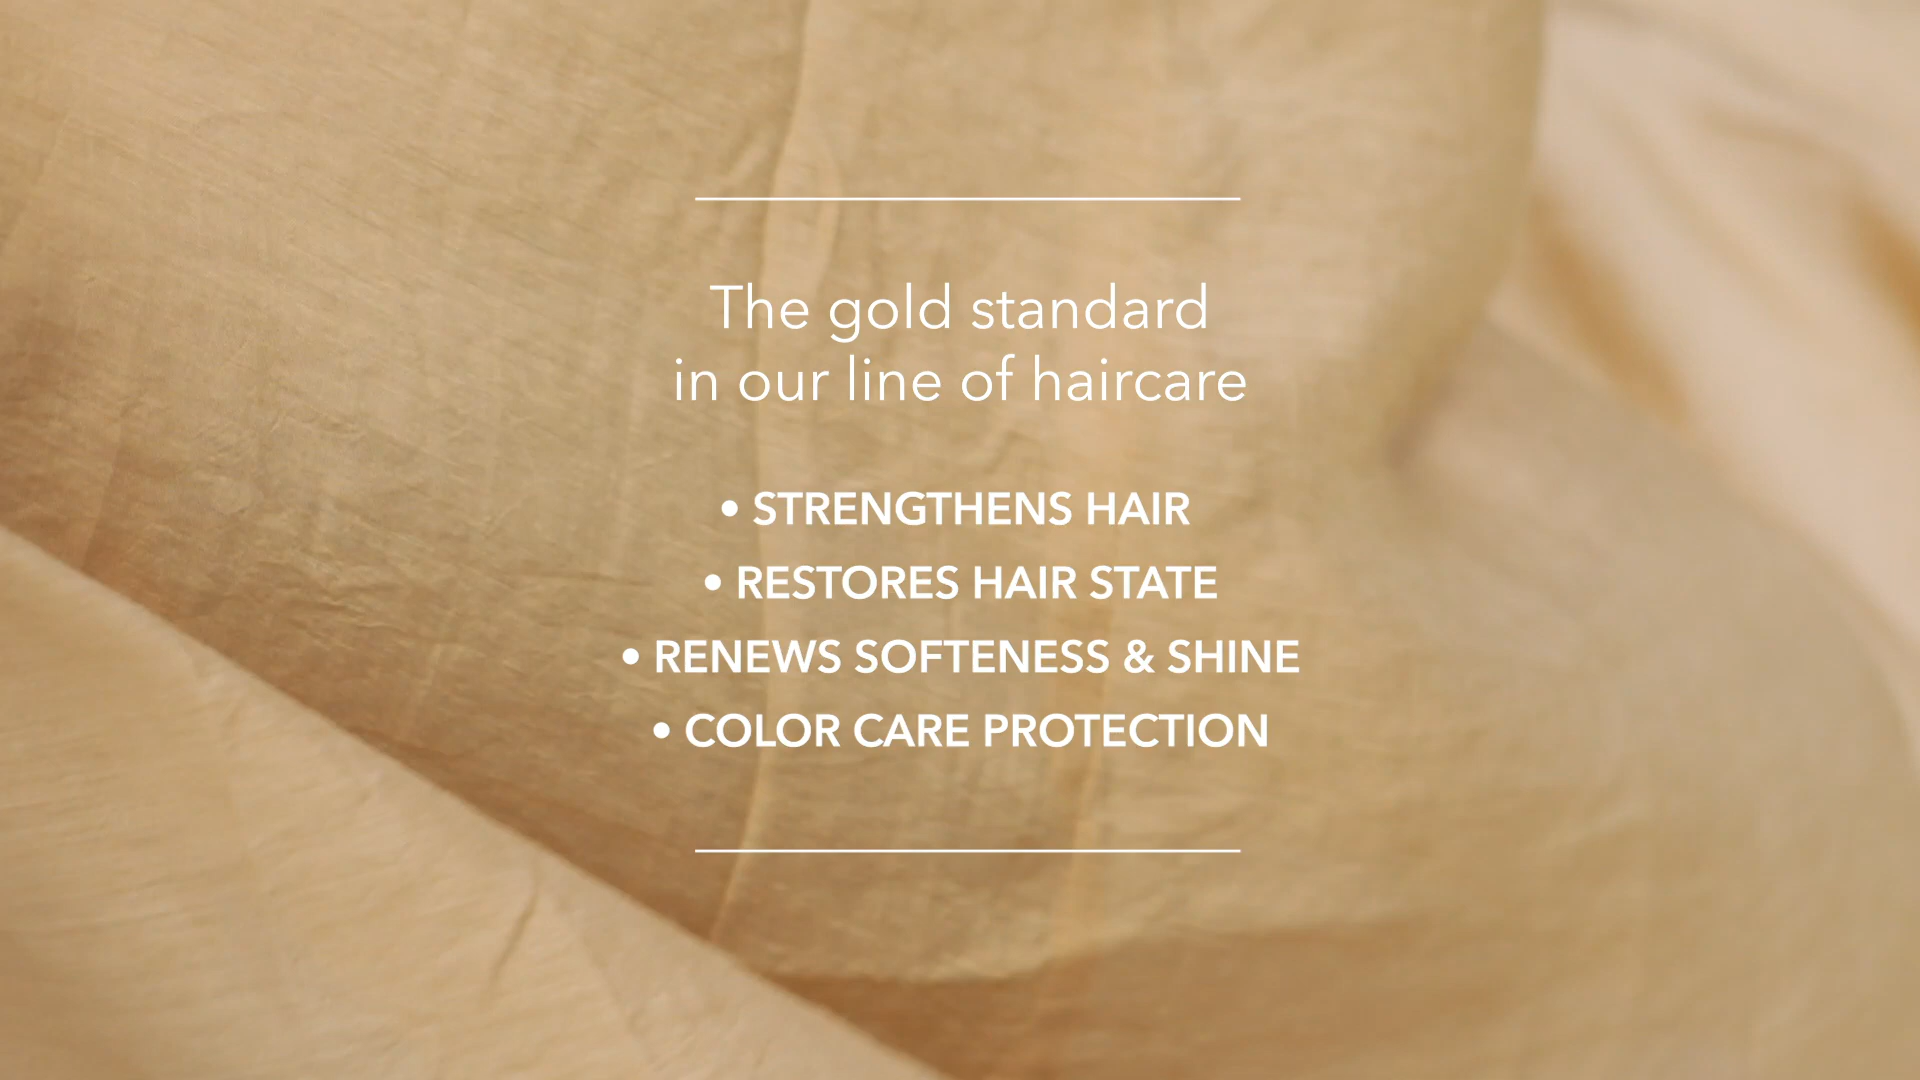 The gold standard
in our line of haircare
• STRENGTHENS HAIR
• RESTORES HAIR STATE
• RENEWS SOFTENESS & SHINE
• COLOR CARE PROTECTION